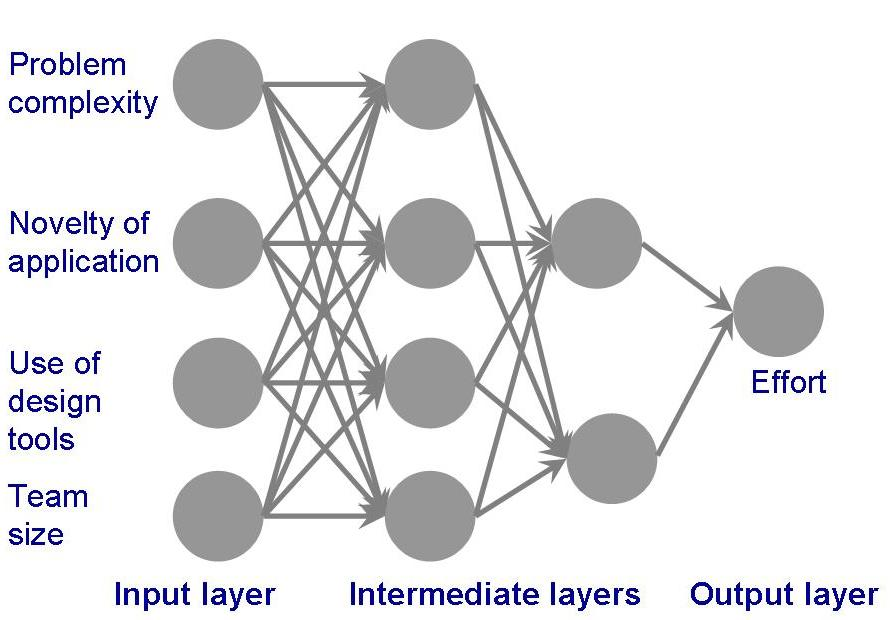 Problem
complexity
Novelty of
application
Use of
design
tools
Effort
Team
size
Input layer
Intermediate layers
Output layer